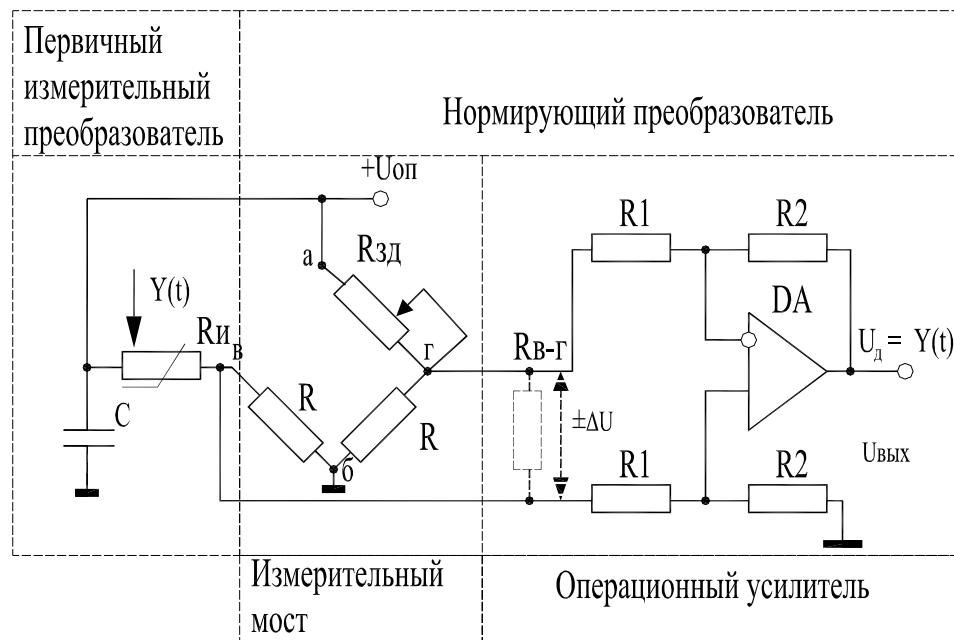 Первичный
измерительный
преобразователь
Нормирующий преобразователь
+Uоп
а
Rзд
Y(t)
Rи
в
г
R
R
б
C
Rв-г
±ΔU
R1
R2
DA
Uд = Y(t)
Uвых
R1
R2
Измерительный
мост
Операционный усилитель